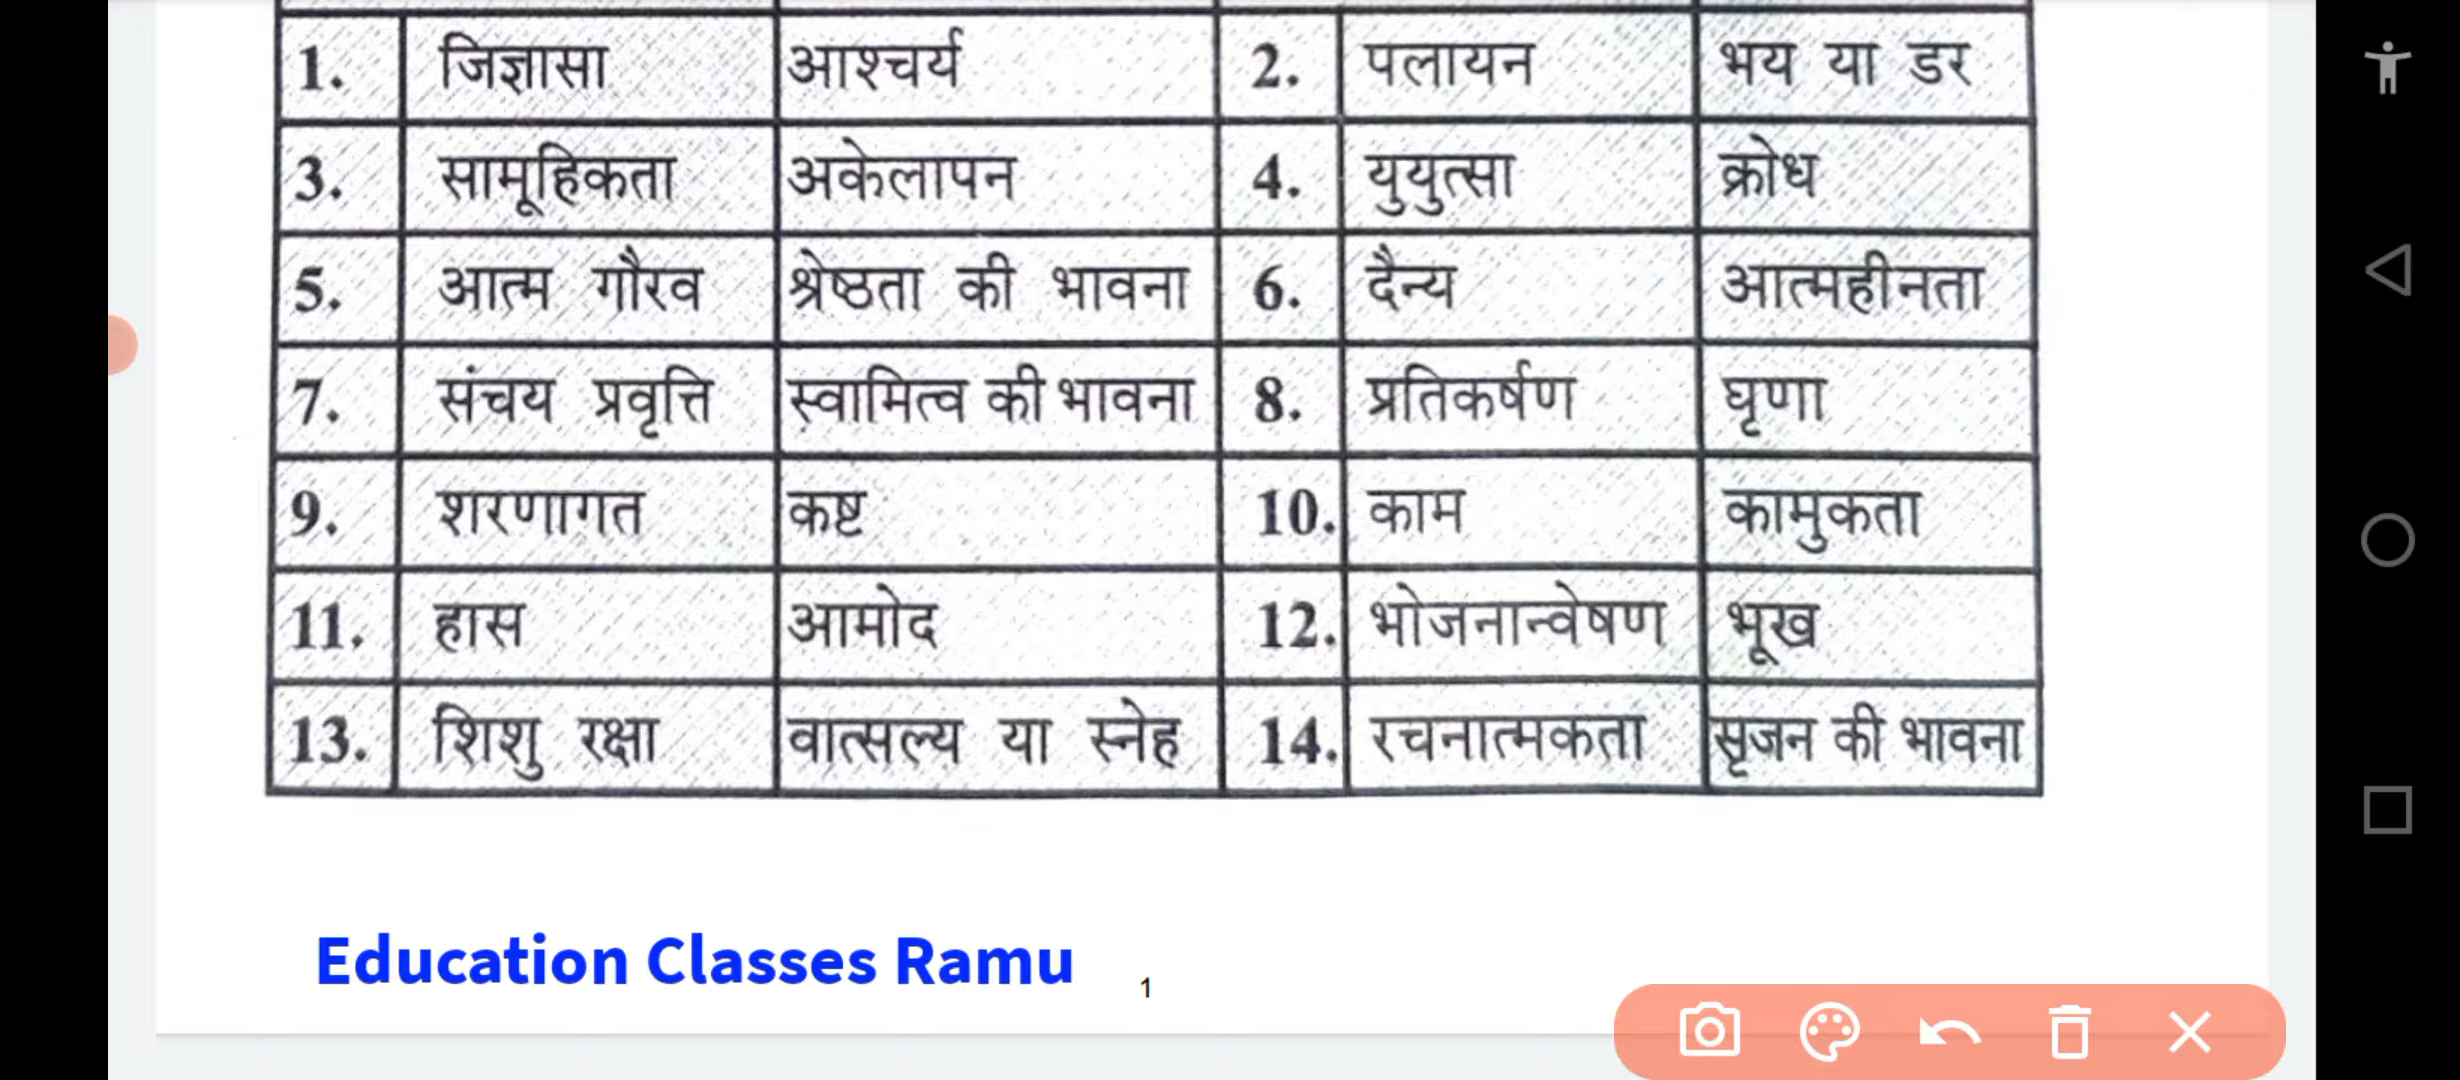 1. जिज्ञासा आश्चर्य 2. पलायन भय या डर
3. सामूहिकता अकेलापन 4. युयुत्सा क्रोध
5. आत्म गौरव श्रेष्ठता की भावना 6. दैन्य आत्महीनता
7. संचय प्रवृत्ति स्वामित्व की भावना 8. प्रतिकर्षण घृणा
9. शरणागत कष्ट 10. काम कामुकता
11. हास आमोद 12. भोजनान्वेषण भूख
13. शिशु रक्षा वात्सल्य या स्नेह 14. रचनात्मकता सृजन की भावना
Education Classes Ramu 1